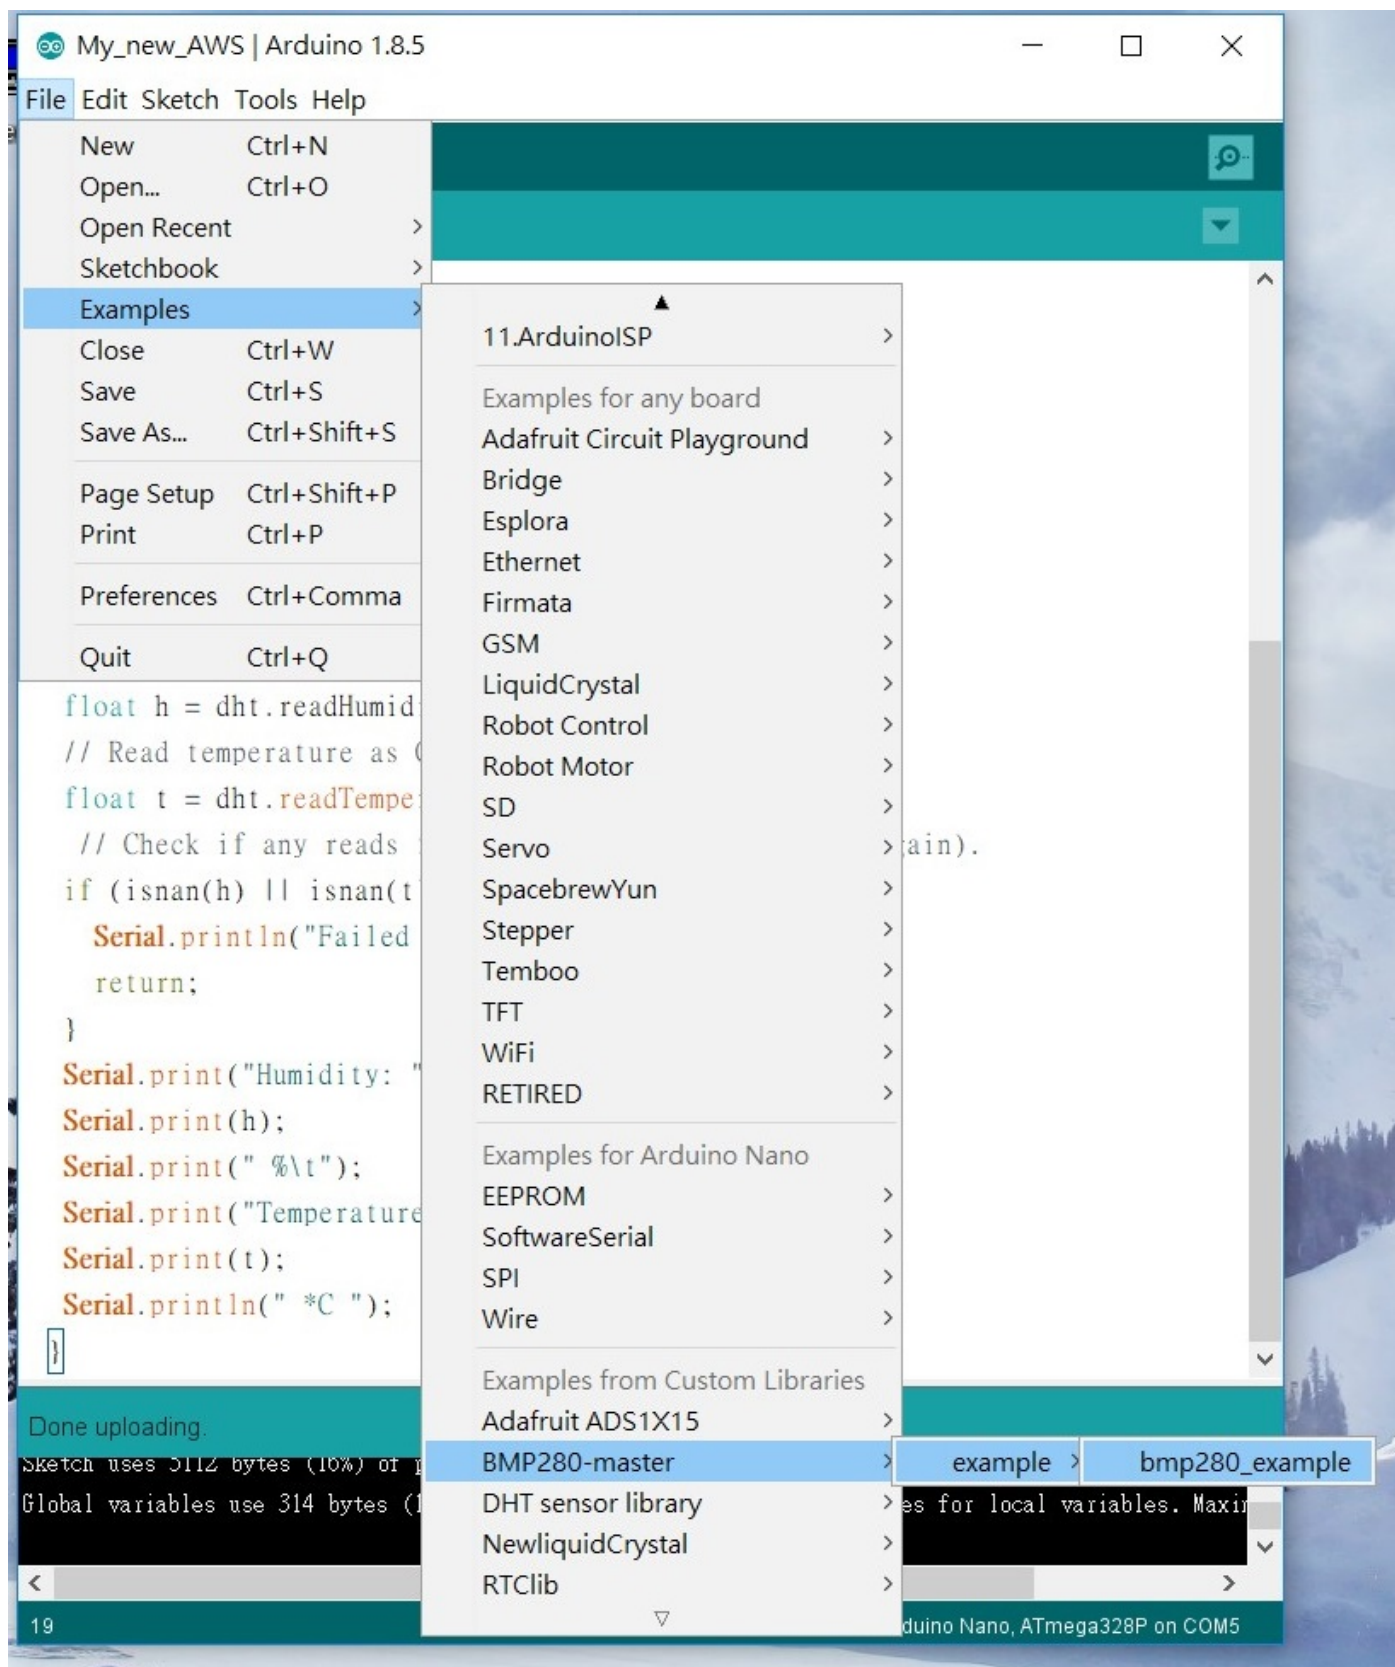 My_new_AWS | Arduino 1.8.5
File Edit Sketch Tools Help
New Ctrl+N
Open... Ctrl+O
Open Recent
Sketchbook
Examples
Close Ctrl+W
Save Ctrl+S
Save As... Ctrl+Shift+S
Page Setup Ctrl+Shift+P
Print Ctrl+P
Preferences Ctrl+Comma
Quit Ctrl+Q
11.ArduinoISP
Examples for any board
Adafruit Circuit Playground
Bridge
Esplora
Ethernet
Firmata
GSM
LiquidCrystal
Robot Control
Robot Motor
SD
Servo
SpacebrewYun
Stepper
Temboo
TFT
WiFi
RETIRED
Examples for Arduino Nano
EEPROM
SoftwareSerial
SPI
Wire
Examples from Custom Libraries
Adafruit ADS1X15
BMP280-master
DHT sensor library
NewliquidCrystal
RTClib
example
bmp280_example
float h = dht.readHumid
// Read temperature as
float t = dht.readTempe
// Check if any reads ain).
if (isnan(h) || isnan(t
Serial.println("Failed
return;
}
Serial.print("Humidity: "
Serial.print(h);
Serial.print(" %\t");
Serial.print("Temperature
Serial.print(t);
Serial.println(" *C ");
}
Done uploading.
Sketch uses 5112 bytes (16%) of
Global variables use 314 bytes ( es for local variables. Maxi
19 duino Nano, ATmega328P on COM5